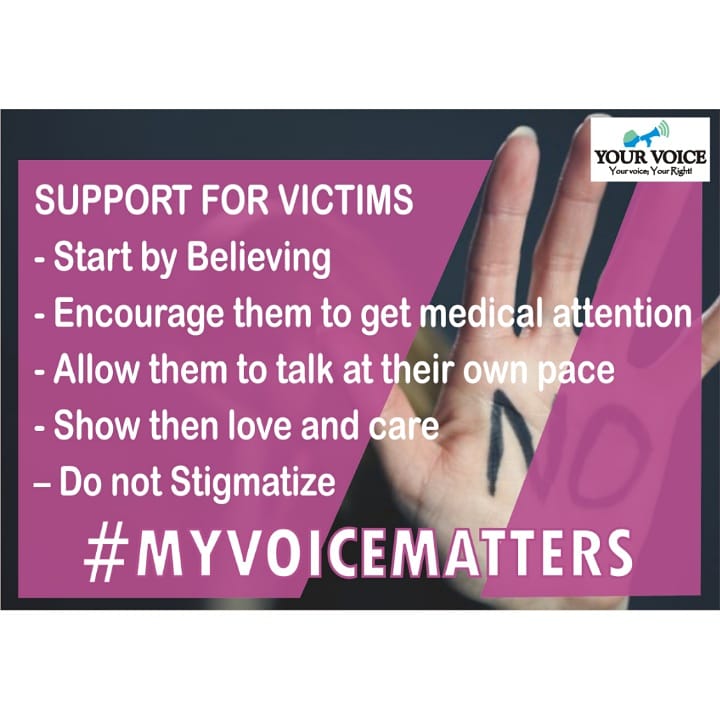 YOUR VOICE
Your voice; Your Right!
SUPPORT FOR VICTIMS
- Start by Believing
- Encourage them to get medical attention
- Allow them to talk at their own pace
- Show then love and care
– Do not Stigmatize
NO
#MYVOICEMATTERS